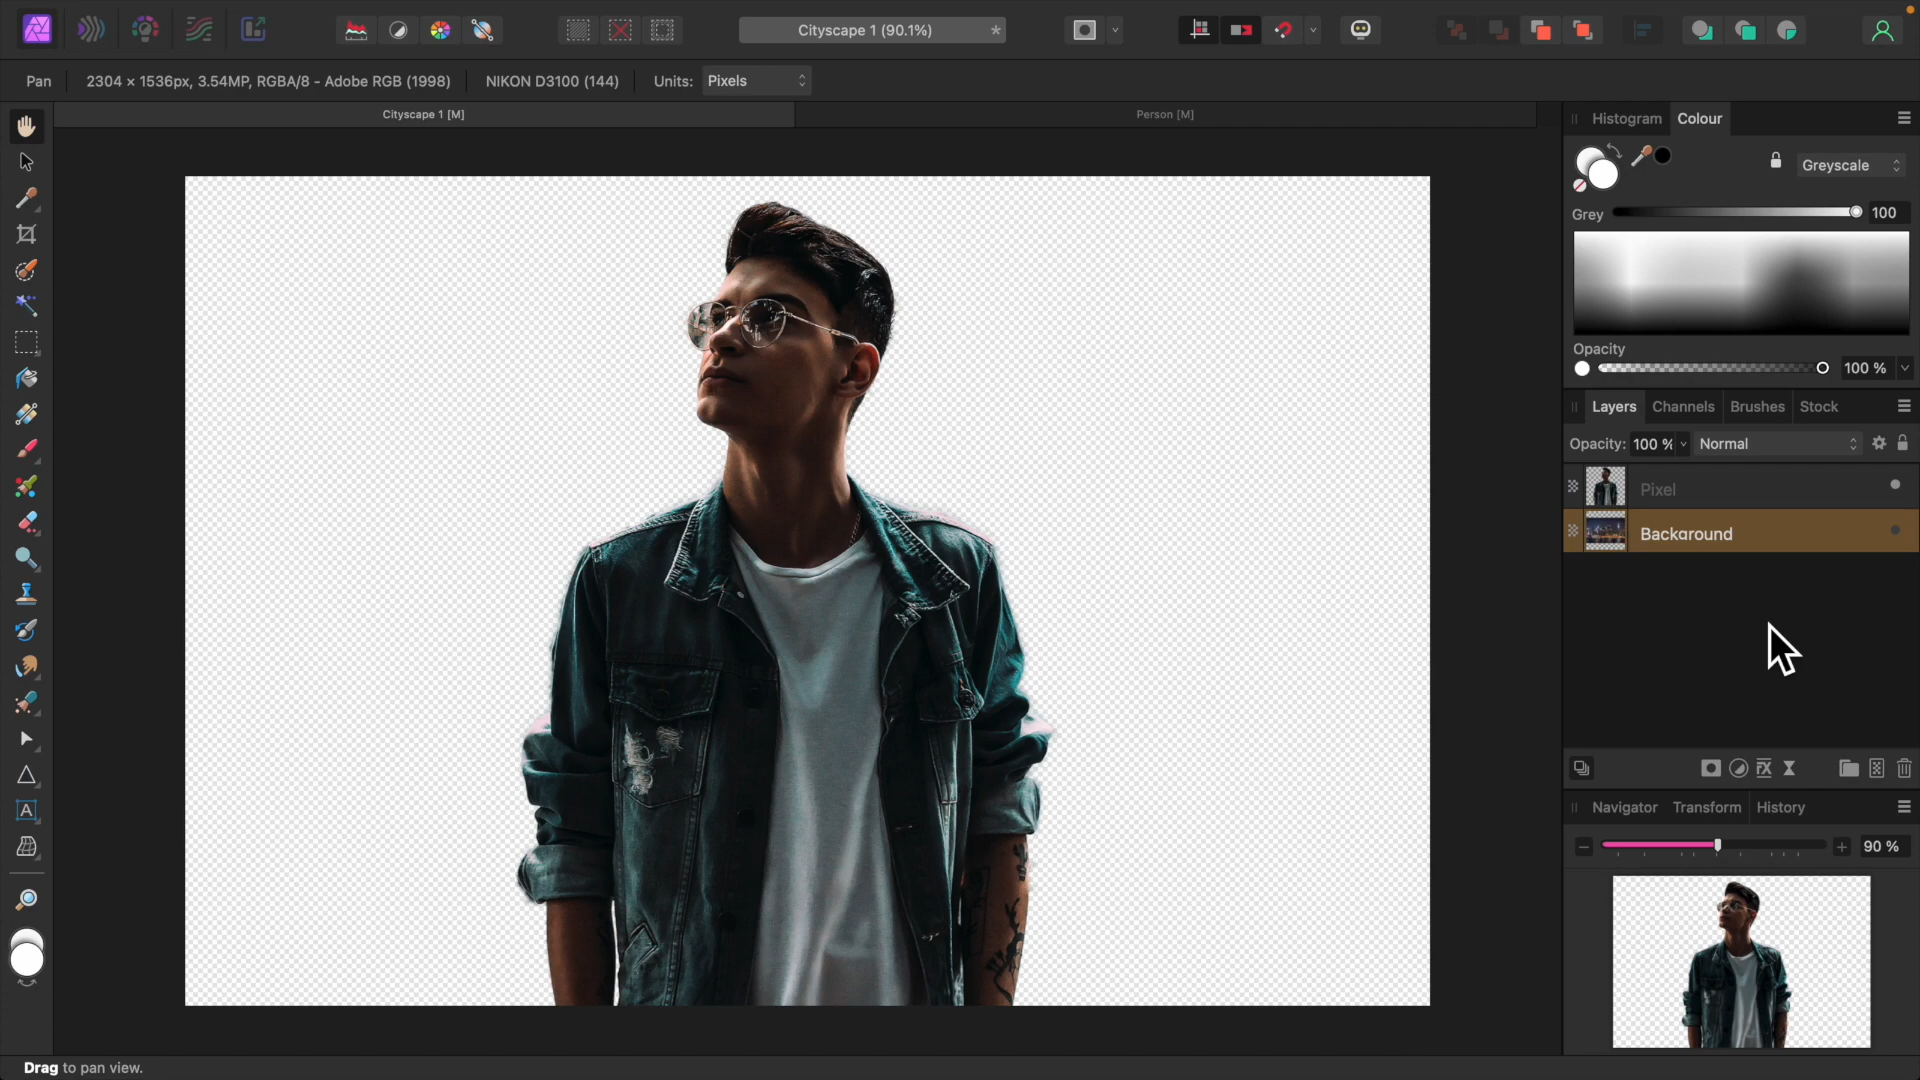 Cityscape 1 (90.1%)
*
Pan
2304 × 1536px, 3.54MP, RGBA/8 - Adobe RGB (1998)
NIKON D3100 (144)
Units:
Pixels
Cityscape 1 [M]
Person [M]
Histogram
Colour
Greyscale
Grey
100
Opacity
100 %
Layers
Channels
Brushes
Stock
Opacity:
100 %
Normal
Pixel
Background
FX
Navigator
Transform
History
90 %
A
Drag to pan view.